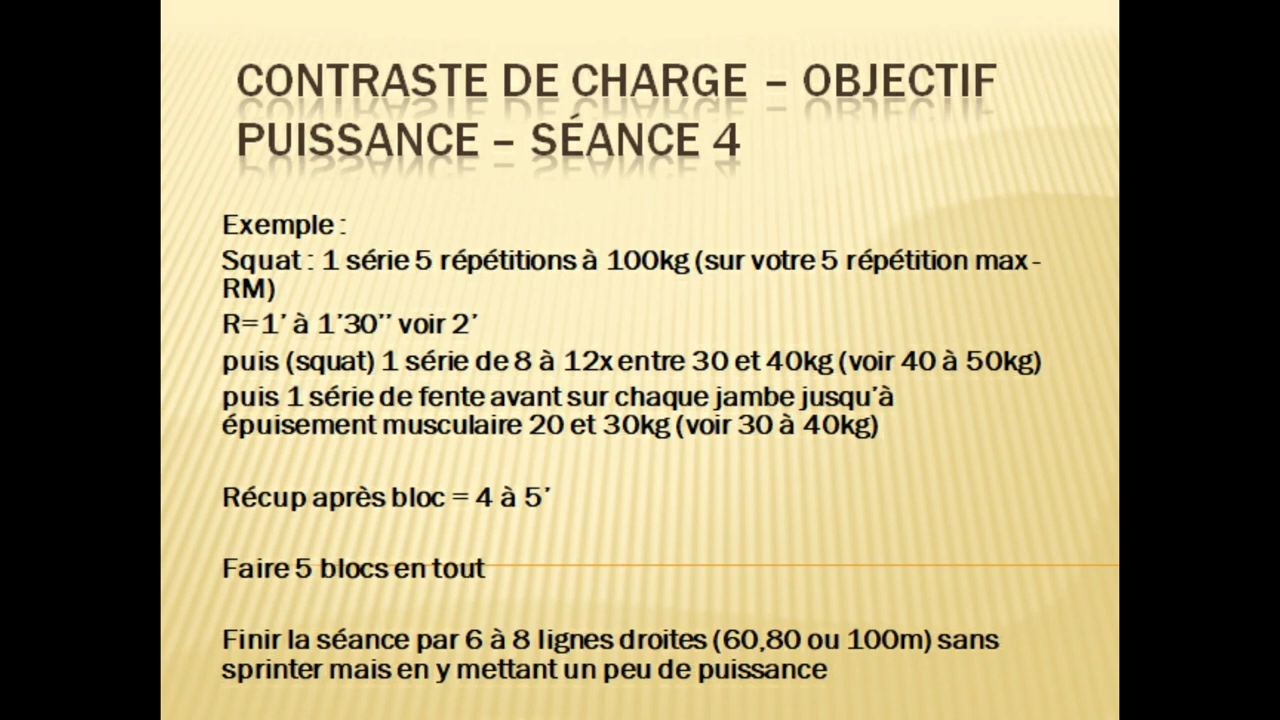 CONTRASTE DE CHARGE – OBJECTIF
PUISSANCE – SÉANCE 4
Exemple :
Squat : 1 série 5 répétitions à 100kg (sur votre 5 répétition max -
RM)
R=1’ à 1’30’’ voir 2’
puis (squat) 1 série de 8 à 12x entre 30 et 40kg (voir 40 à 50kg)
puis 1 série de fente avant sur chaque jambe jusqu’à
épuisement musculaire 20 et 30kg (voir 30 à 40kg)
Récup après bloc = 4 à 5’
Faire 5 blocs en tout
Finir la séance par 6 à 8 lignes droites (60,80 ou 100m) sans
sprinter mais en y mettant un peu de puissance